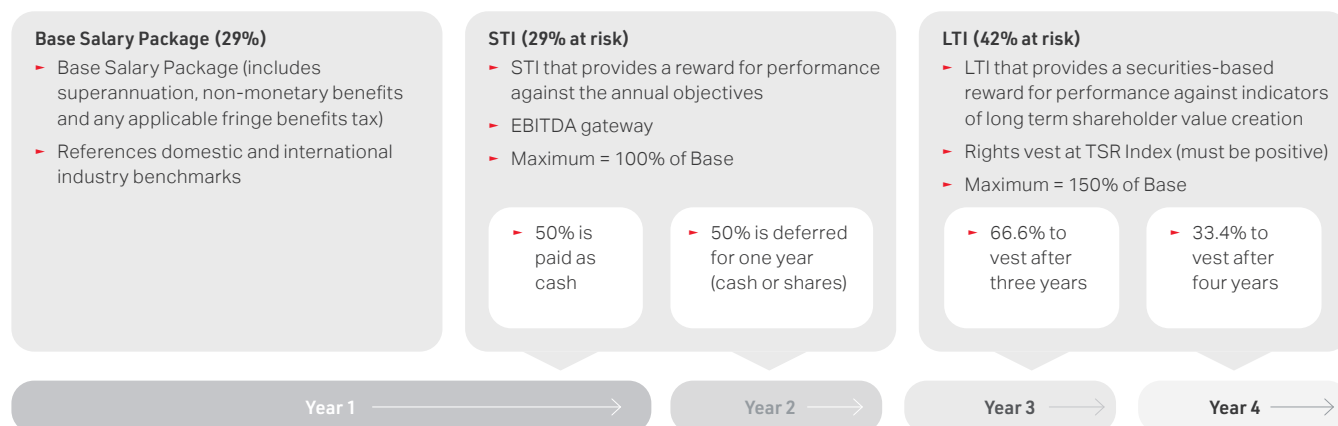 Base Salary Package (29%)
► Base Salary Package (includes
superannuation, non-monetary benefits
and any applicable fringe benefits tax)
► References domestic and international
industry benchmarks
STI (29% at risk)
► STI that provides a reward for performance
against the annual objectives
► EBITDA gateway
► Maximum = 100% of Base
► 50% is
paid as
cash
► 50% is deferred
for one year
(cash or shares)
LTI (42% at risk)
► LTI that provides a securities-based
reward for performance against indicators
of long term shareholder value creation
► Rights vest at TSR Index (must be positive)
► Maximum = 150% of Base
► 66.6% to
vest after
three years
► 33.4% to
vest after
four years
Year 1
Year 2
Year 3
Year 4